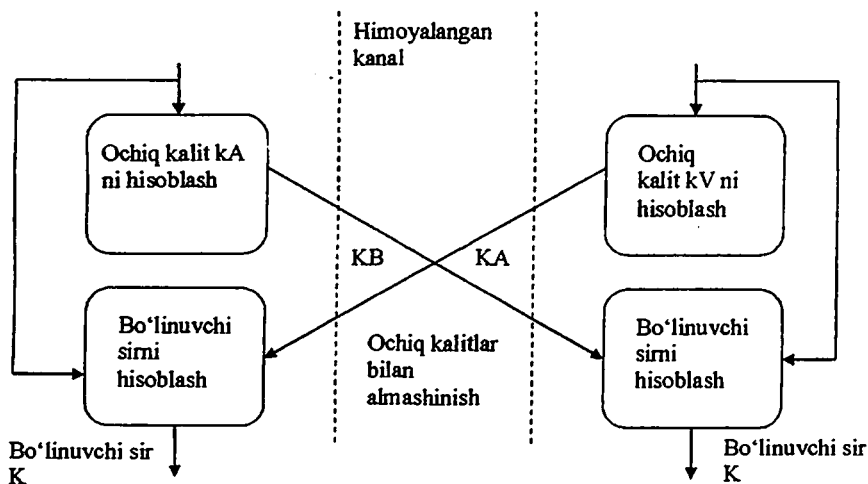 Himoyalangan
kanal
Ochiq kalit kA
ni hisoblash
Ochiq
kalit kV ni
hisoblash
KB
KA
Bo‘linuvchi
sirni
hisoblash
Ochiq kalitlar
bilan
almashinish
Bo‘linuvchi
sirni
hisoblash
Bo‘linuvchi sir
K
Bo‘linuvchi sir
K